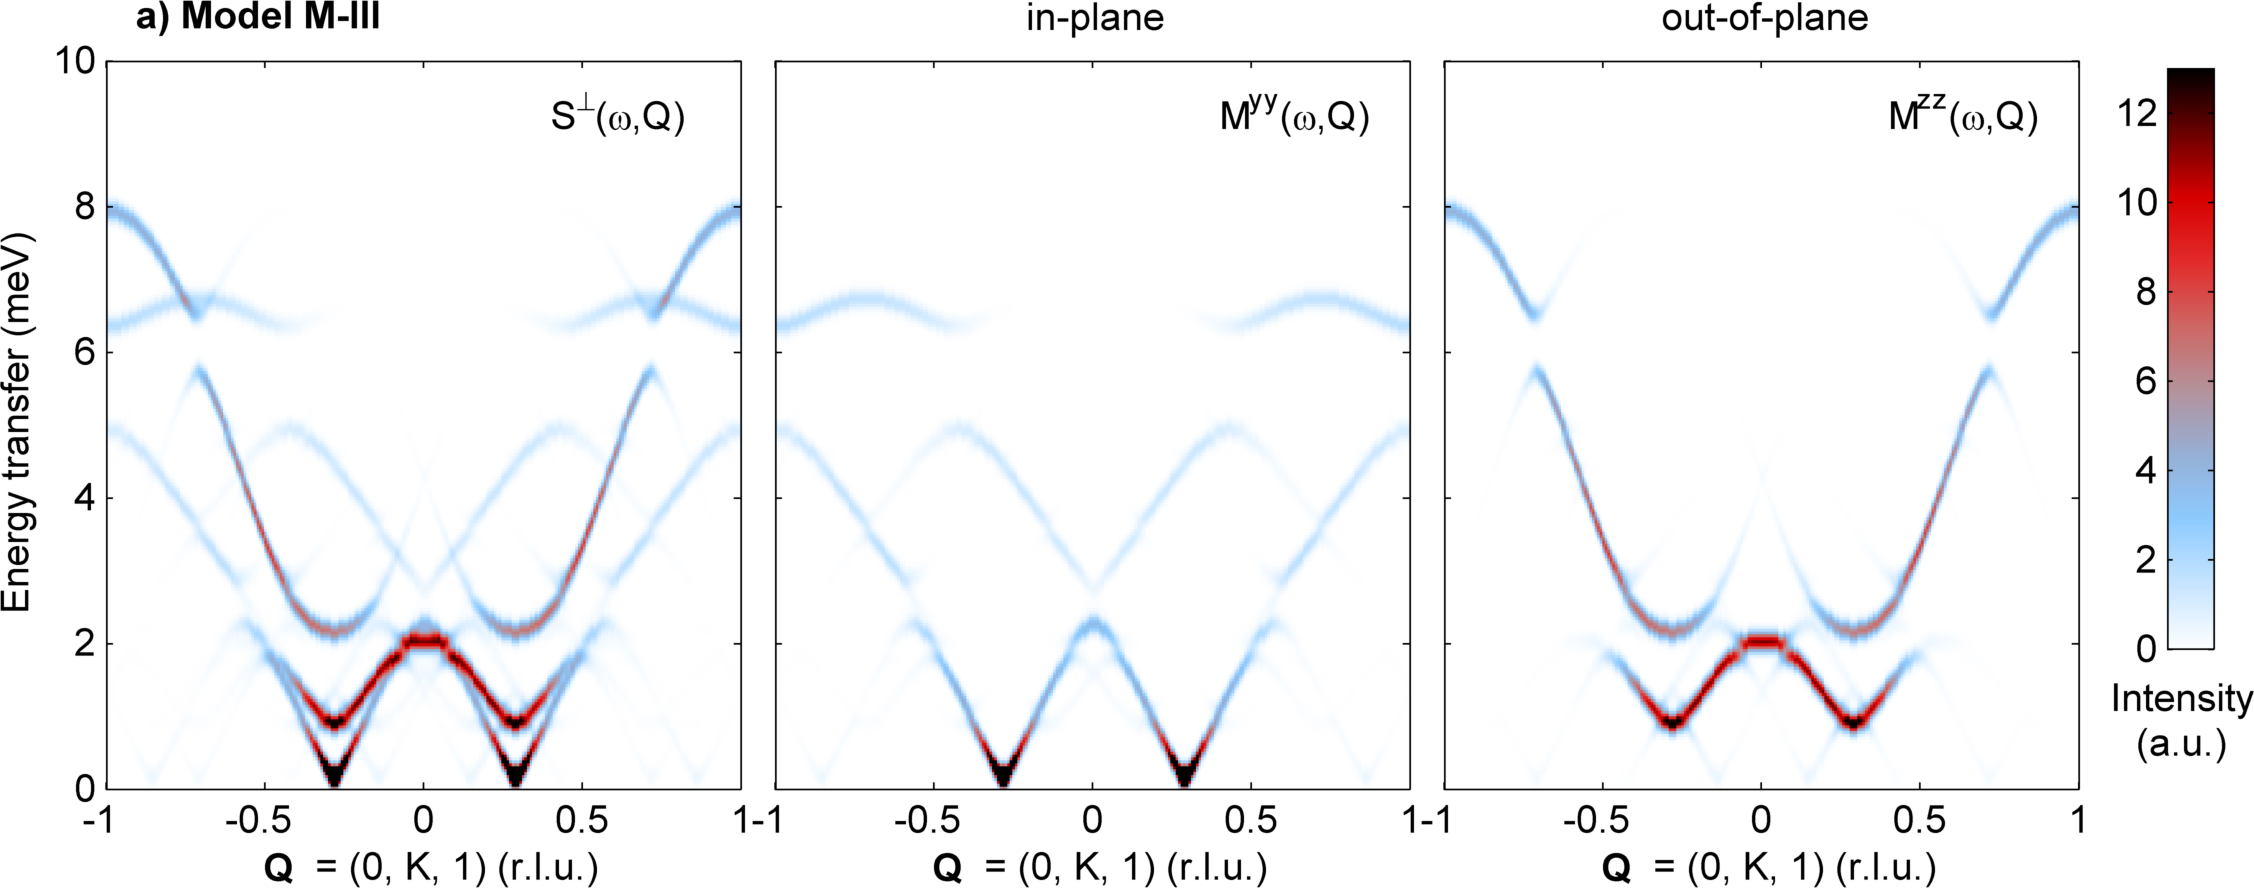 a) Model M-III
in-plane
out-of-plane
S⊥(ω,Q)
Myy(ω,Q)
Mzz(ω,Q)
Energy transfer (meV)
10
8
6
4
2
0
-1 -0.5 0 0.5 1
-1 -0.5 0 0.5 1
-1 -0.5 0 0.5 1
Q = (0, K, 1) (r.l.u.)
Q = (0, K, 1) (r.l.u.)
Q = (0, K, 1) (r.l.u.)
12
10
8
6
4
2
0
Intensity
(a.u.)